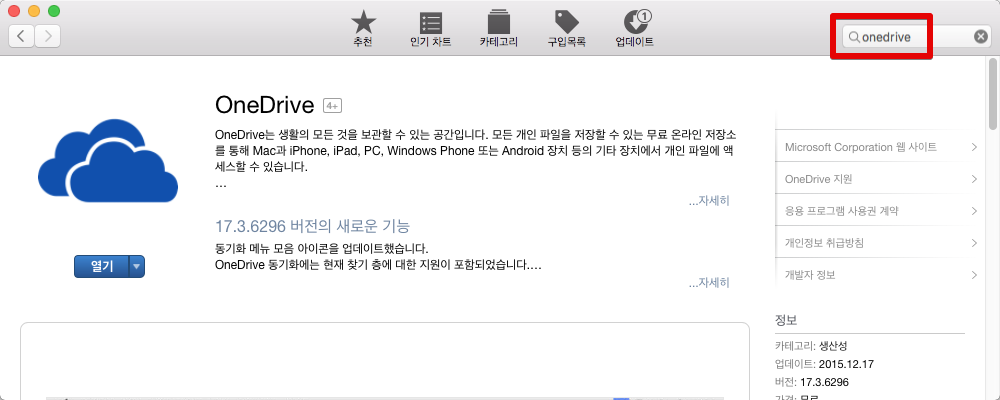 1
추천
인기 차트
카테고리
구입목록
업데이트
onedrive
OneDrive 4+
OneDrive는 생활의 모든 것을 보관할 수 있는 공간입니다. 모든 개인 파일을 저장할 수 있는 무료 온라인 저장소
를 통해 Mac과 iPhone, iPad, PC, Windows Phone 또는 Android 장치 등의 기타 장치에서 개인 파일에 액
세스할 수 있습니다.
...
...자세히
17.3.6296 버전의 새로운 기능
동기화 메뉴 모음 아이콘을 업데이트했습니다.
OneDrive 동기화에는 현재 찾기 층에 대한 지원이 포함되었습니다....
...자세히
열기
Microsoft Corporation 웹 사이트
OneDrive 지원
응용 프로그램 사용권 계약
개인정보 취급방침
개발자 정보
정보
카테고리: 생산성
업데이트: 2015.12.17
버전: 17.3.6296
가격: 무료